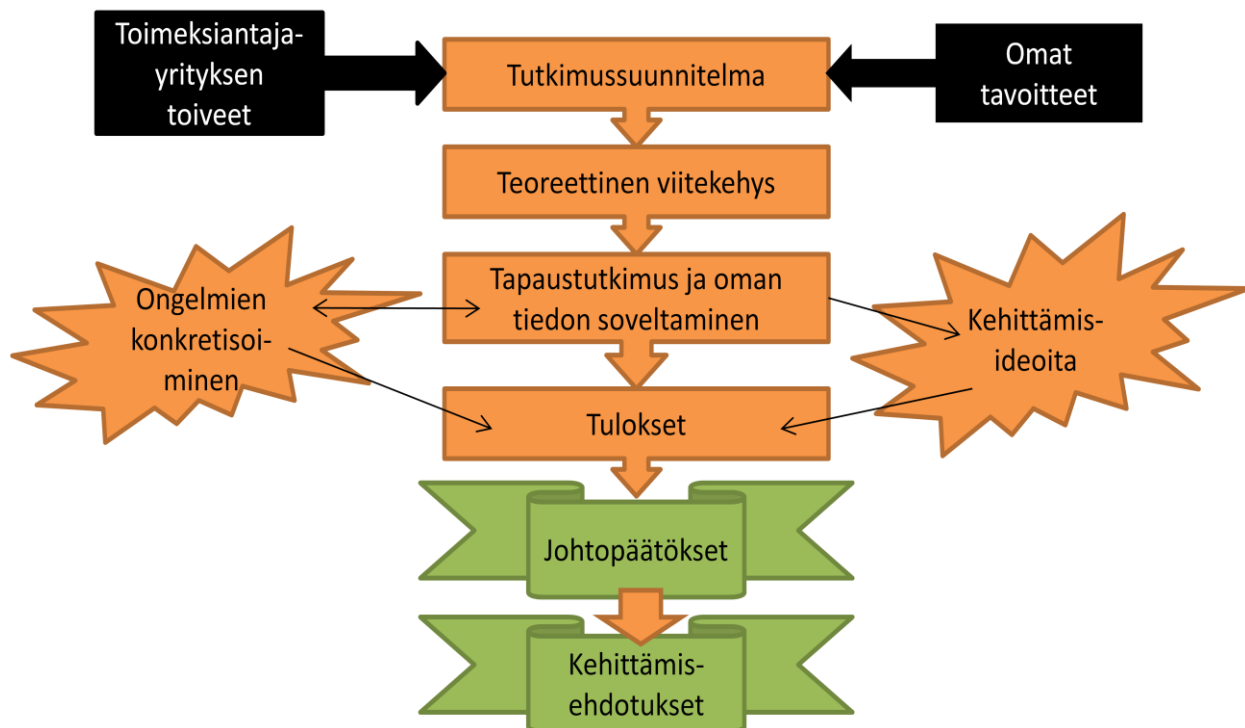 Toimeksiantaja-
yrityksen
toiveet
Tutkimussuunnitelma
Omat
tavoitteet
Teoreettinen viitekehys
Tapaustutkimus ja oman
tiedon soveltaminen
Ongelmien
konkretisoi-
minen
Kehittämis-
ideoita
Tulokset
Johtopäätökset
Kehittämis-
ehdotukset